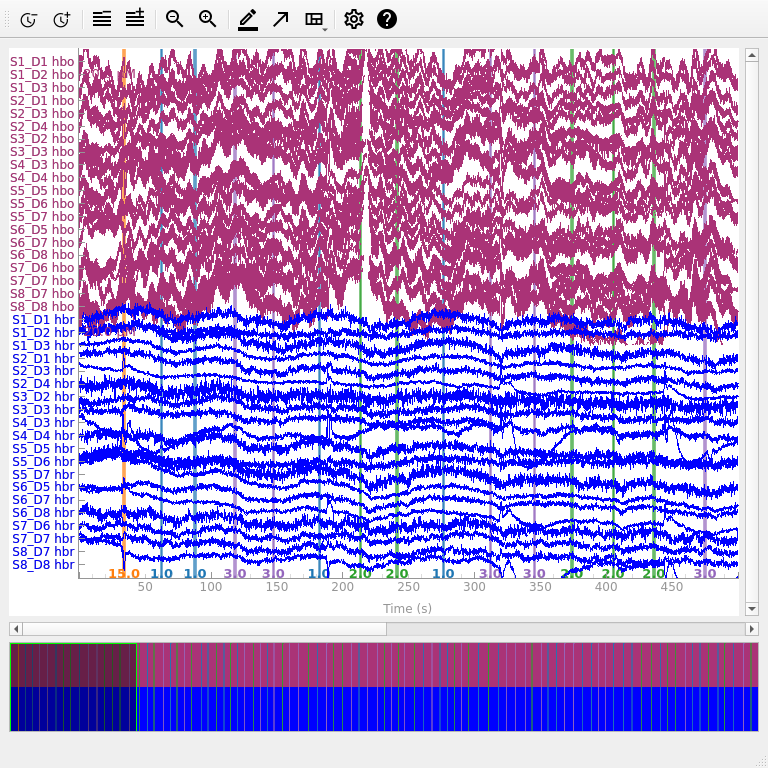 S1_D1 hbo
S1_D2 hbo
S1_D3 hbo
S2_D1 hbo
S2_D3 hbo
S2_D4 hbo
S3_D2 hbo
S3_D3 hbo
S4_D3 hbo
S4_D4 hbo
S5_D5 hbo
S5_D6 hbo
S5_D7 hbo
S6_D5 hbo
S6_D7 hbo
S6_D8 hbo
S7_D6 hbo
S7_D7 hbo
S8_D7 hbo
S8_D8 hbo
S1_D1 hbr
S1_D2 hbr
S1_D3 hbr
S2_D1 hbr
S2_D3 hbr
S2_D4 hbr
S3_D2 hbr
S3_D3 hbr
S4_D3 hbr
S4_D4 hbr
S5_D5 hbr
S5_D6 hbr
S5_D7 hbr
S6_D5 hbr
S6_D7 hbr
S6_D8 hbr
S7_D6 hbr
S7_D7 hbr
S8_D7 hbr
S8_D8 hbr
15.0 1.0 1.0 3.0 3.0 1.0 2.0 2.0 1.0 3.0 3.0 2.0 2.0 2.0 3.0
50 100 150 200 250 300 350 400 450
Time (s)